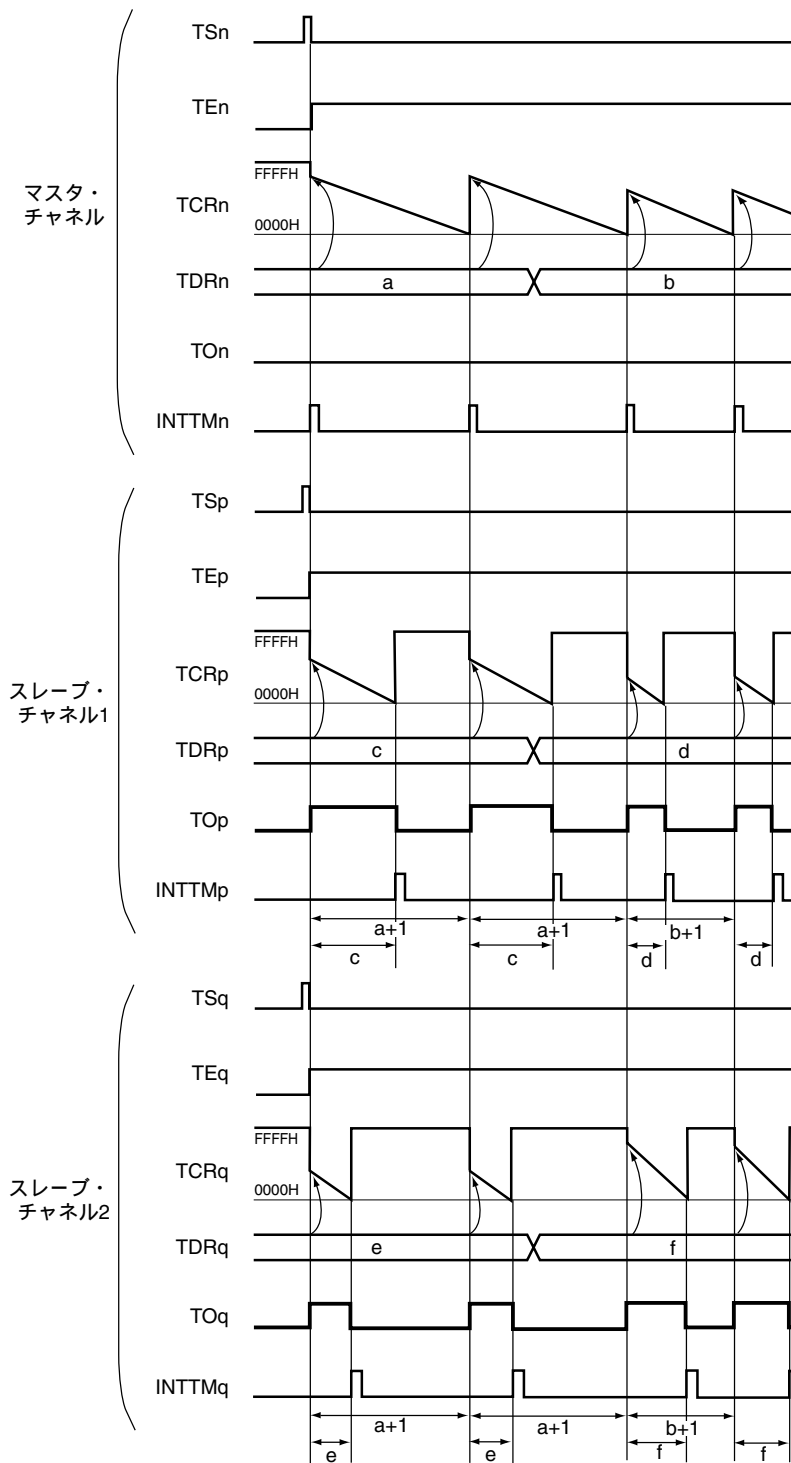 TSn
TEn
FFFFH
マスタ・
チャネル
TCRn
0000H
TDRn
a
b
TOn
INTTMn
TSp
TEp
FFFFH
TCRp
スレーブ・
チャネル1
0000H
TDRp
c
d
TOp
INTTMp
a+1
a+1
b+1
c
c
d
d
TSq
TEq
FFFFH
TCRq
スレーブ・
チャネル2
0000H
TDRq
e
f
TOq
INTTMq
a+1
a+1
b+1
e
e
f
f